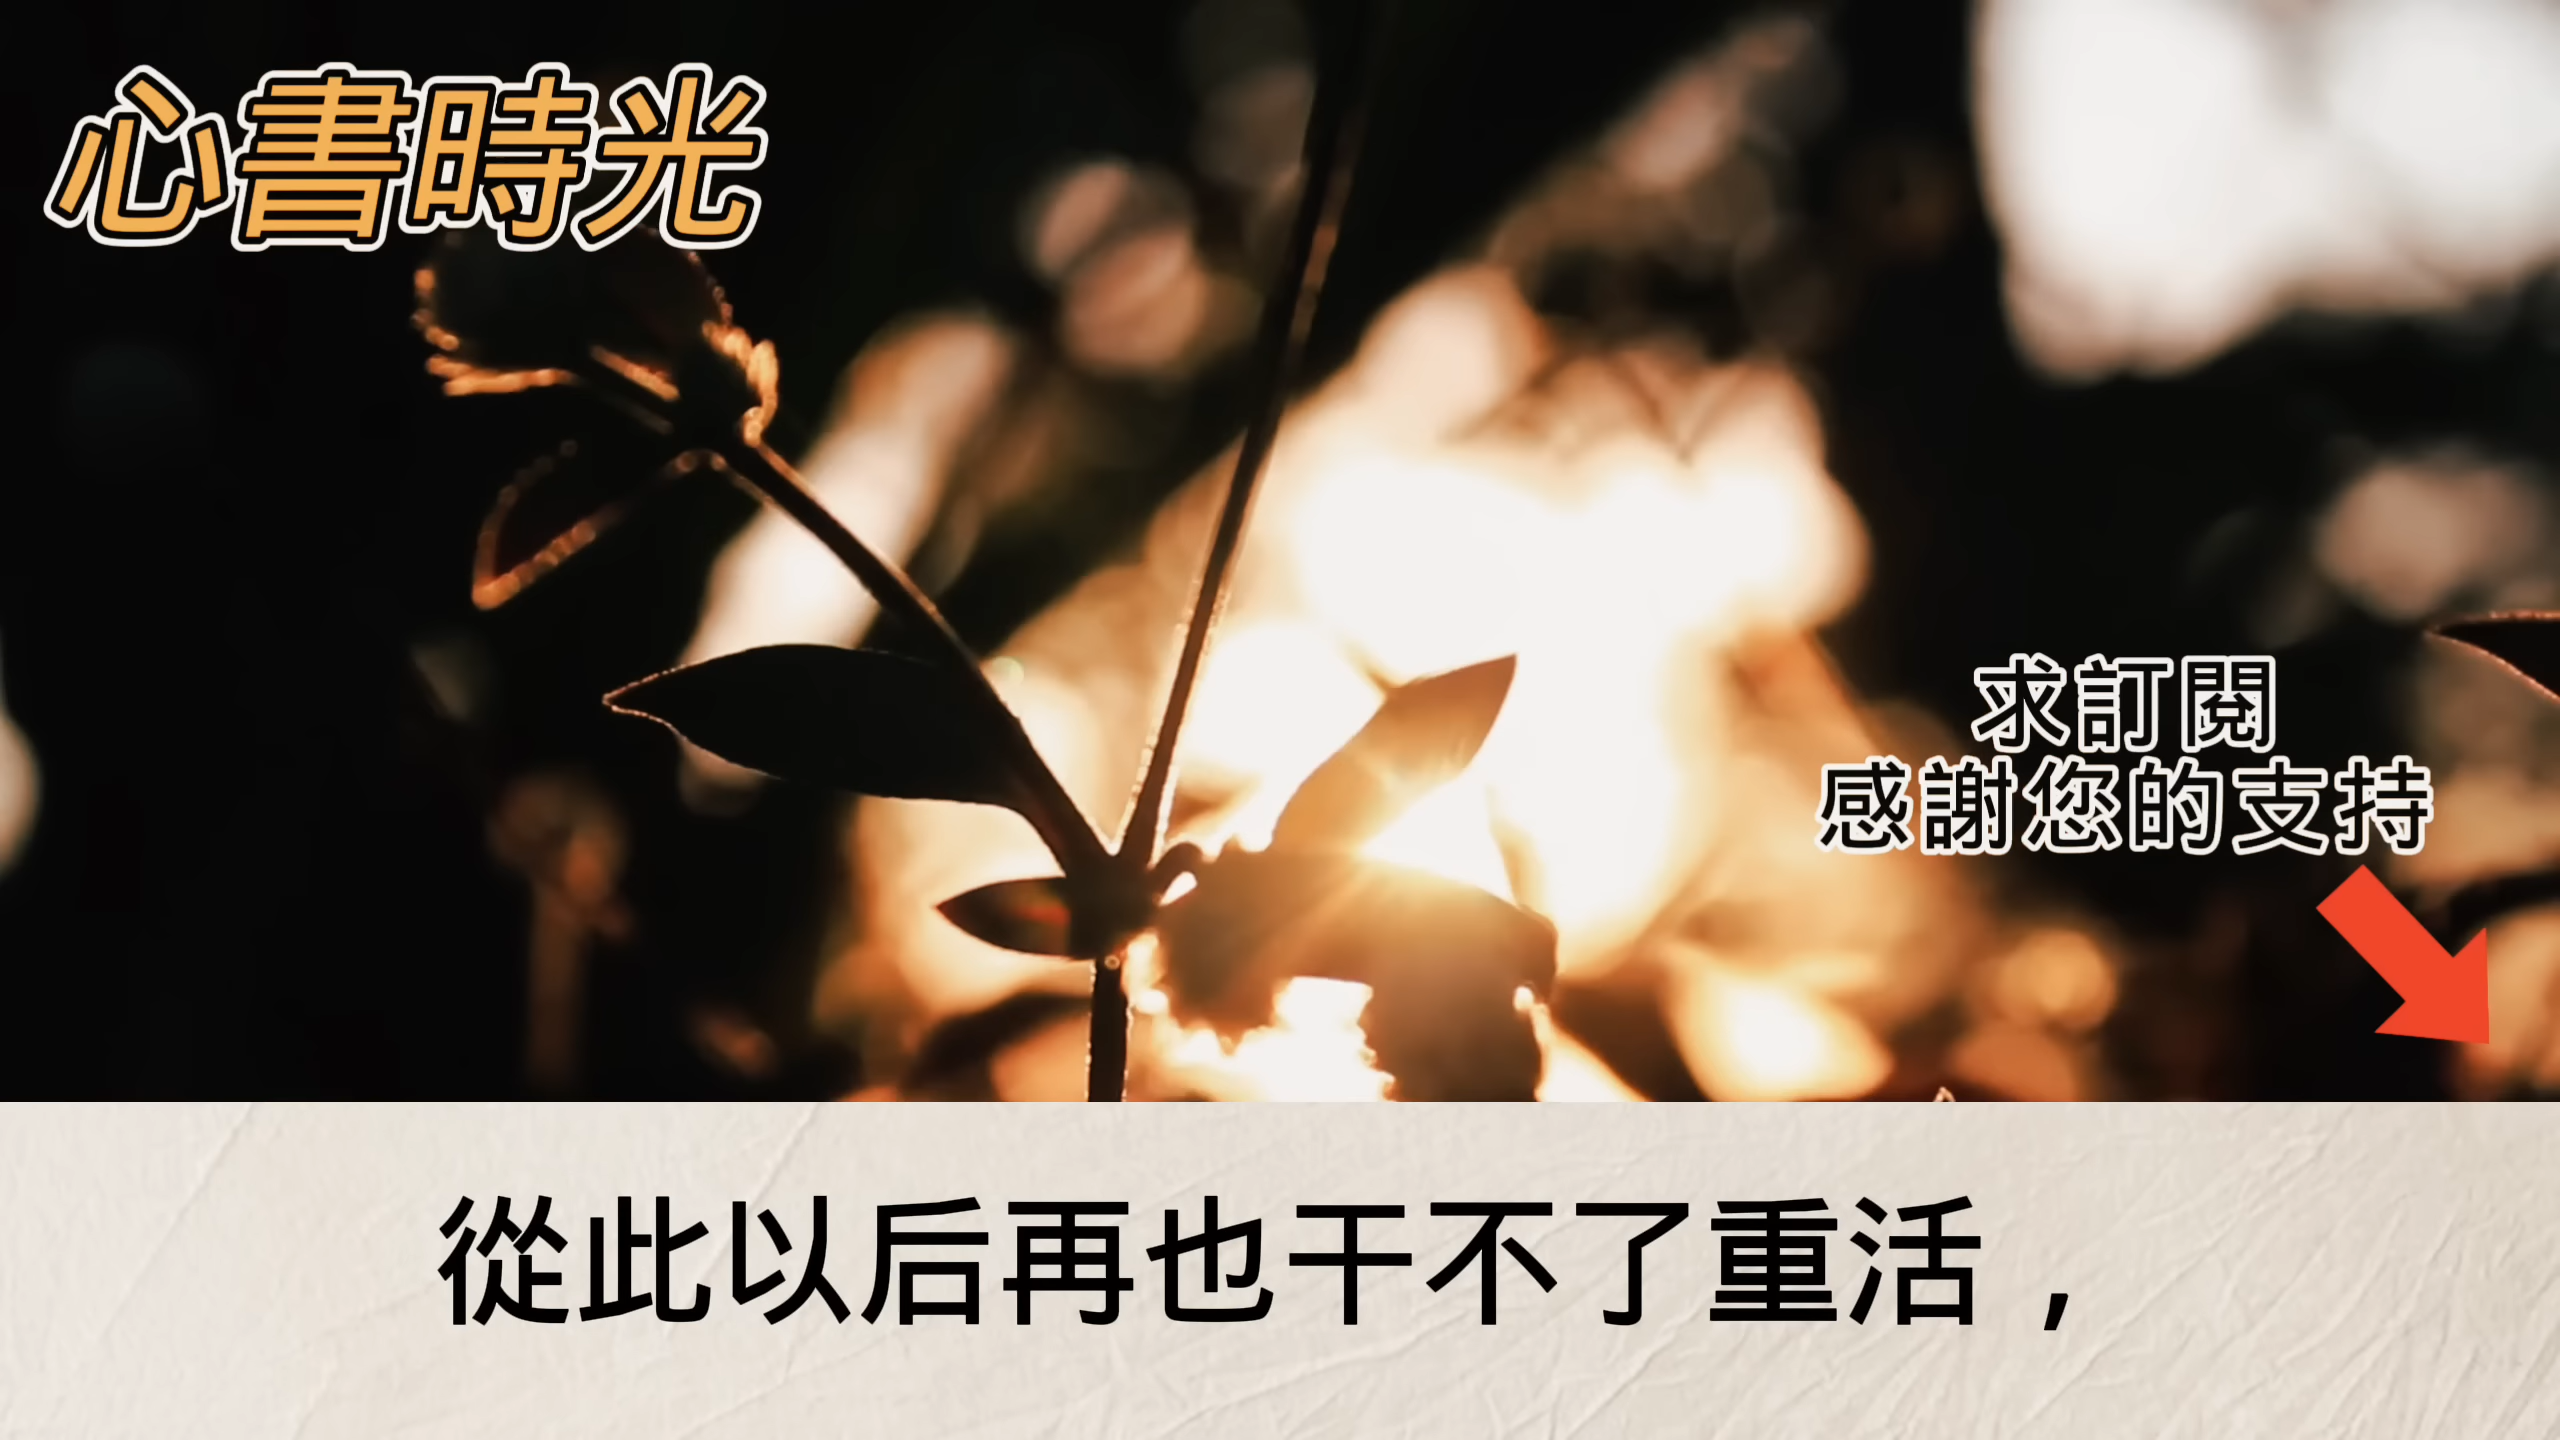 心書時光
求訂閱
感謝您的支持
從此以后再也干不了重活，